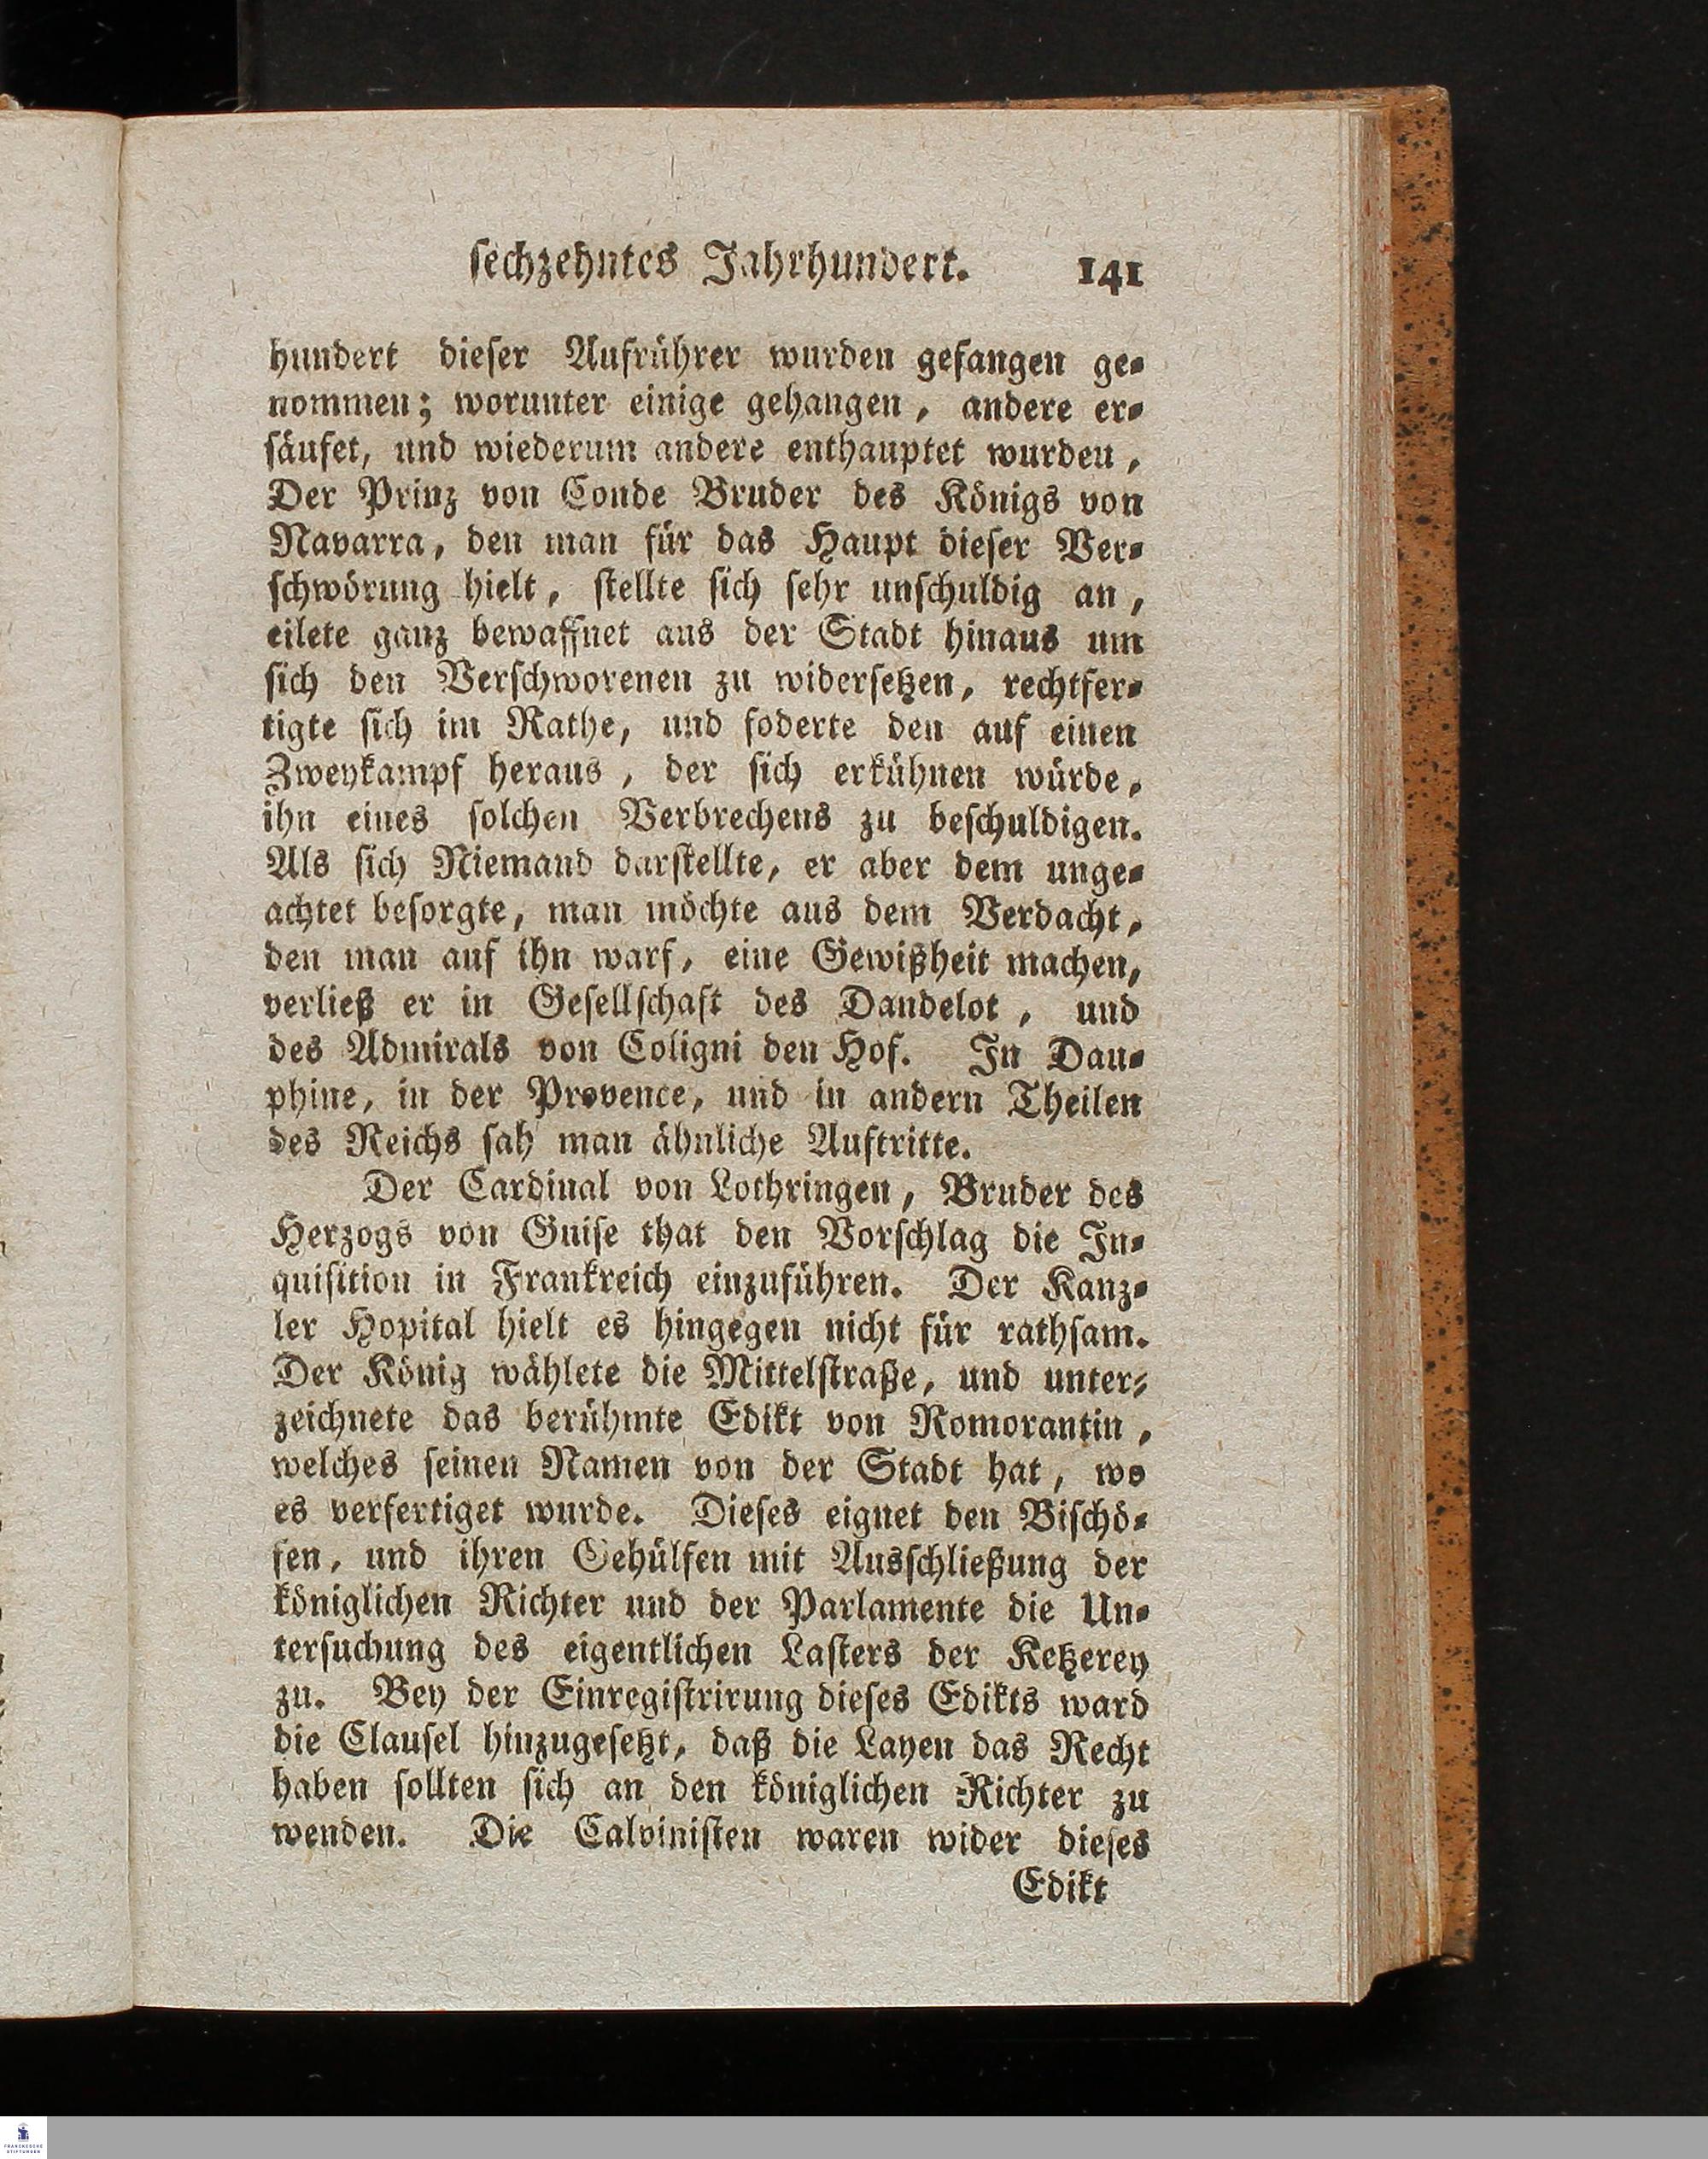 sechzehntes Jahrhundert. 141
hundert dieser Aufrührer wurden gefangen ge-
nommen; worunter einige gehangen, andere er-
säufet, und wiederum andere enthauptet wurden,
Der Prinz von Conde Bruder des Königs von
Navarra, den man für das Haupt dieser Ver-
schwörung hielt, stellte sich sehr unschuldig an,
eilete ganz bewaffnet aus der Stadt hinaus um
sich den Verschworenen zu widersetzen, rechtfer-
tigte sich im Rathe, und foderte den auf einen
Zweykampf heraus, der sich erkühnen würde,
ihn eines solchen Verbrechens zu beschuldigen.
Als sich Niemand darstellte, er aber dem unge-
achtet besorgte, man möchte aus dem Verdacht,
den man auf ihn warf, eine Gewißheit machen,
verließ er in Gesellschaft des Dandelot, und
des Admirals von Coligni den Hof. In Dau-
phine, in der Provence, und in andern Theilen
des Reichs sah man ähnliche Auftritte.
Der Cardinal von Lothringen, Bruder des
Herzogs von Guise that den Vorschlag die In-
quisition in Frankreich einzuführen. Der Kanz-
ler Hopital hielt es hingegen nicht für rathsam.
Der König wählete die Mittelstraße, und unter-
zeichnete das berühmte Edikt von Romorantin,
welches seinen Namen von der Stadt hat, wo
es verfertiget wurde. Dieses eignet den Bischö-
fen, und ihren Gehülfen mit Ausschließung der
königlichen Richter und der Parlamente die Un-
tersuchung des eigentlichen Lasters der Ketzerey
zu. Bey der Einregistrirung dieses Edikts ward
die Clausel hinzugesetzt, daß die Layen das Recht
haben sollten sich an den königlichen Richter zu
wenden. Die Calvinisten waren wider dieses
Edikt
FRANCKESCHE
STIFTUNGEN